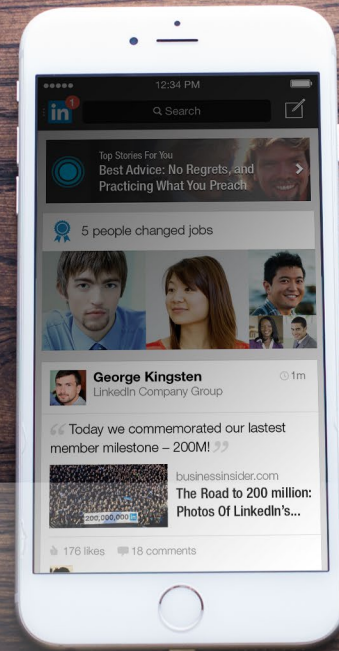 12:34 PM
in
1
Search
Top Stories For You
Best Advice: No Regrets, and
Practicing What You Preach
5 people changed jobs
George Kingsten
1m
LinkedIn Company Group
“ Today we commemorated our lastest
member milestone – 200M! ”
businessinsider.com
The Road to 200 million:
Photos Of LinkedIn's...
200,000,000 in
176 likes
18 comments